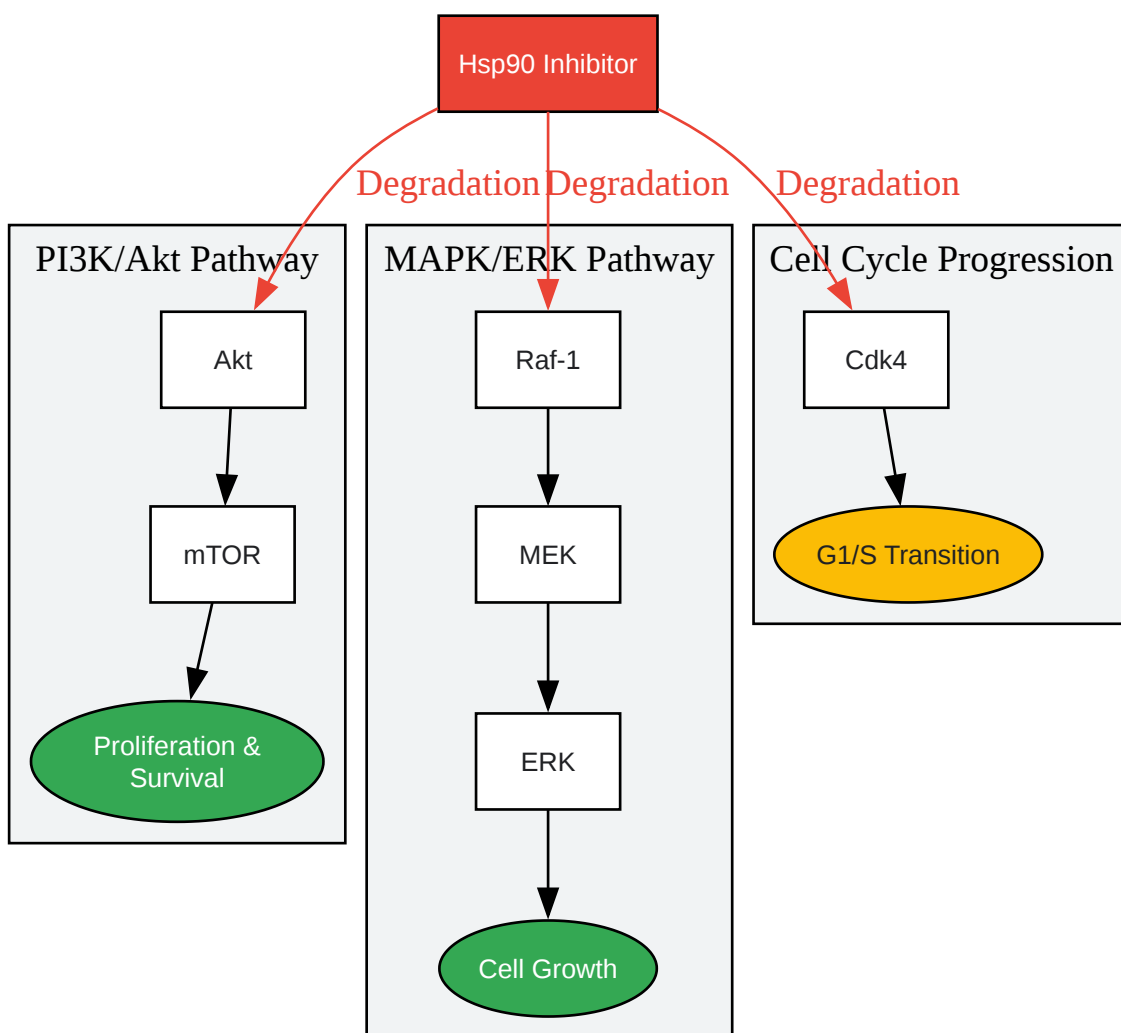 Hsp90 Inhibitor
Degradation
Degradation
Degradation
PI3K/Akt Pathway
MAPK/ERK Pathway
Cell Cycle Progression
Akt
Raf-1
Cdk4
mTOR
MEK
G1/S Transition
Proliferation &
Survival
ERK
Cell Growth